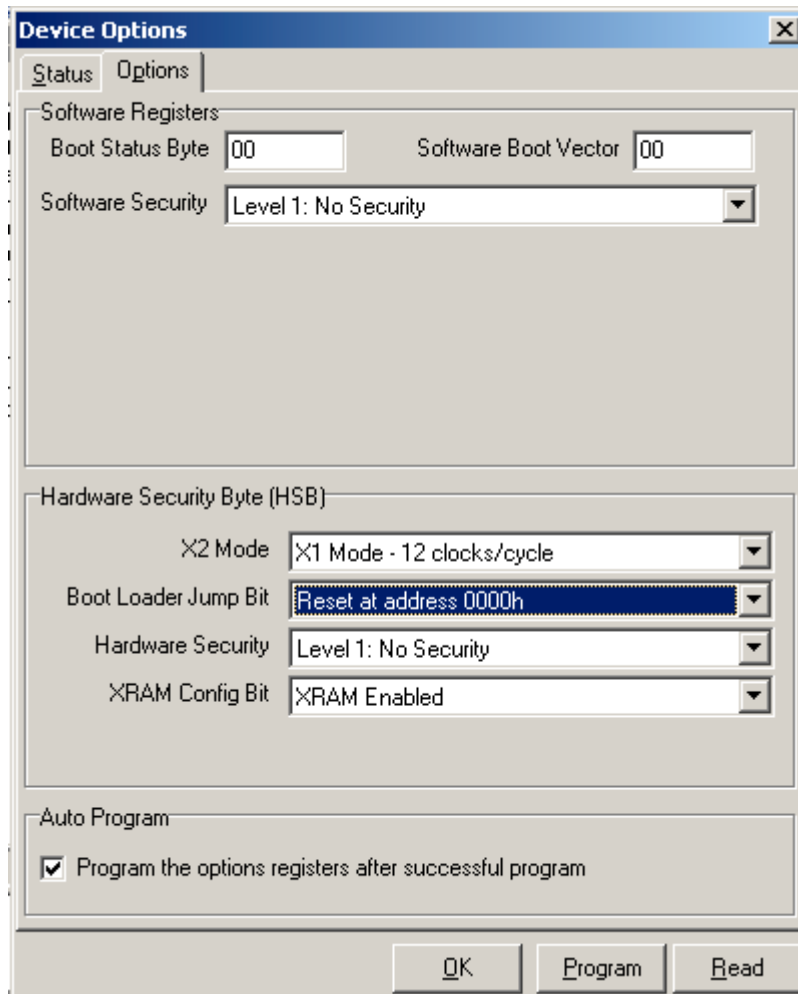 Device Options
Status Options
Software Registers
Boot Status Byte 00 Software Boot Vector 00
Software Security Level 1: No Security
Hardware Security Byte (HSB)
X2 Mode X1 Mode - 12 clocks/cycle
Boot Loader Jump Bit Reset at address 0000h
Hardware Security Level 1: No Security
XRAM Config Bit XRAM Enabled
Auto Program
Program the options registers after successful program
OK Program Read